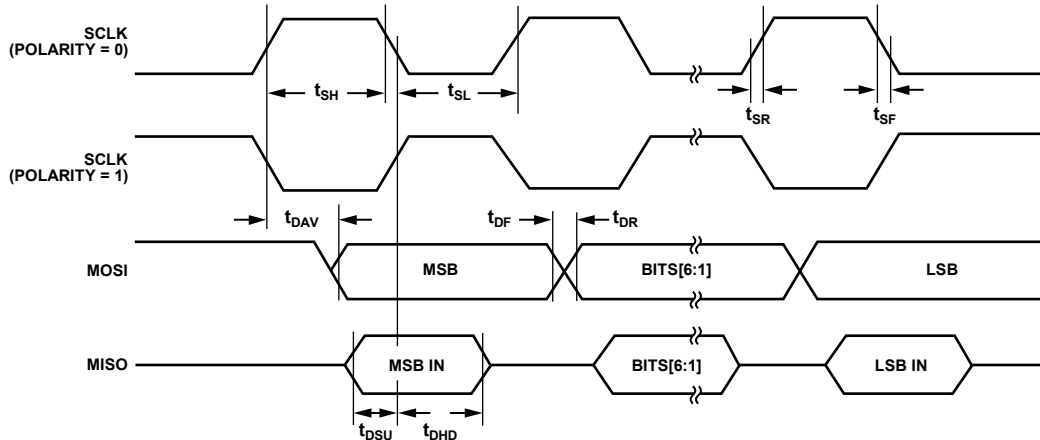 SCLK
(POLARITY = 0)
tSH
tSL
tSR
tSF
SCLK
(POLARITY = 1)
tDAV
tDF
tDR
MOSI
MSB
BITS[6:1]
LSB
MISO
MSB IN
BITS[6:1]
LSB IN
tDSU
tDHD